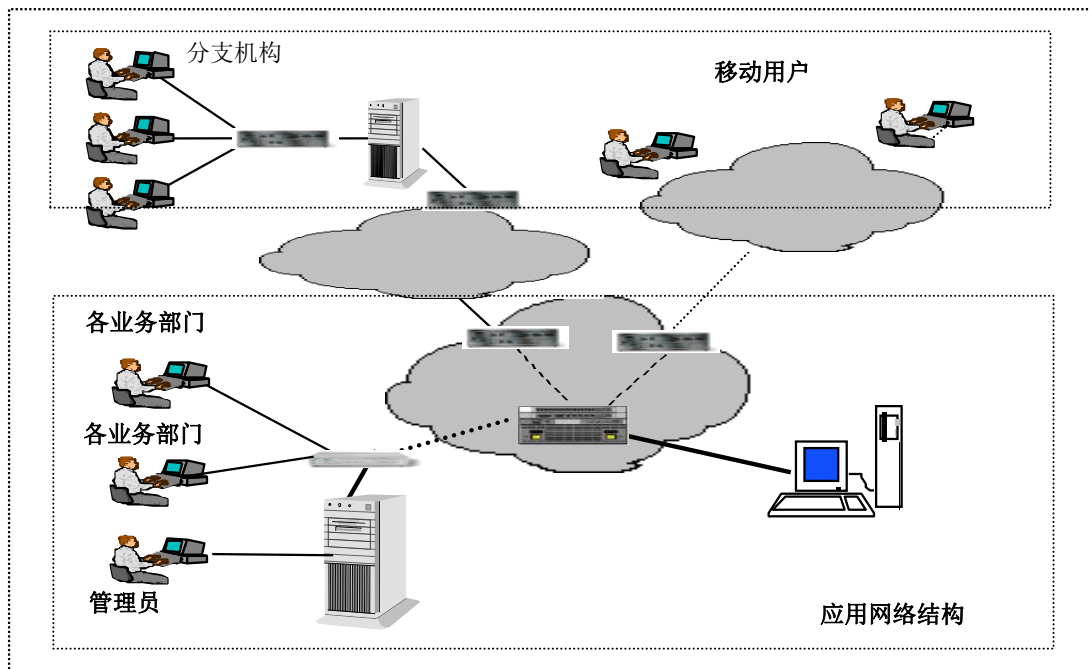 分支机构
移动用户
各业务部门
各业务部门
管理员
应用网络结构